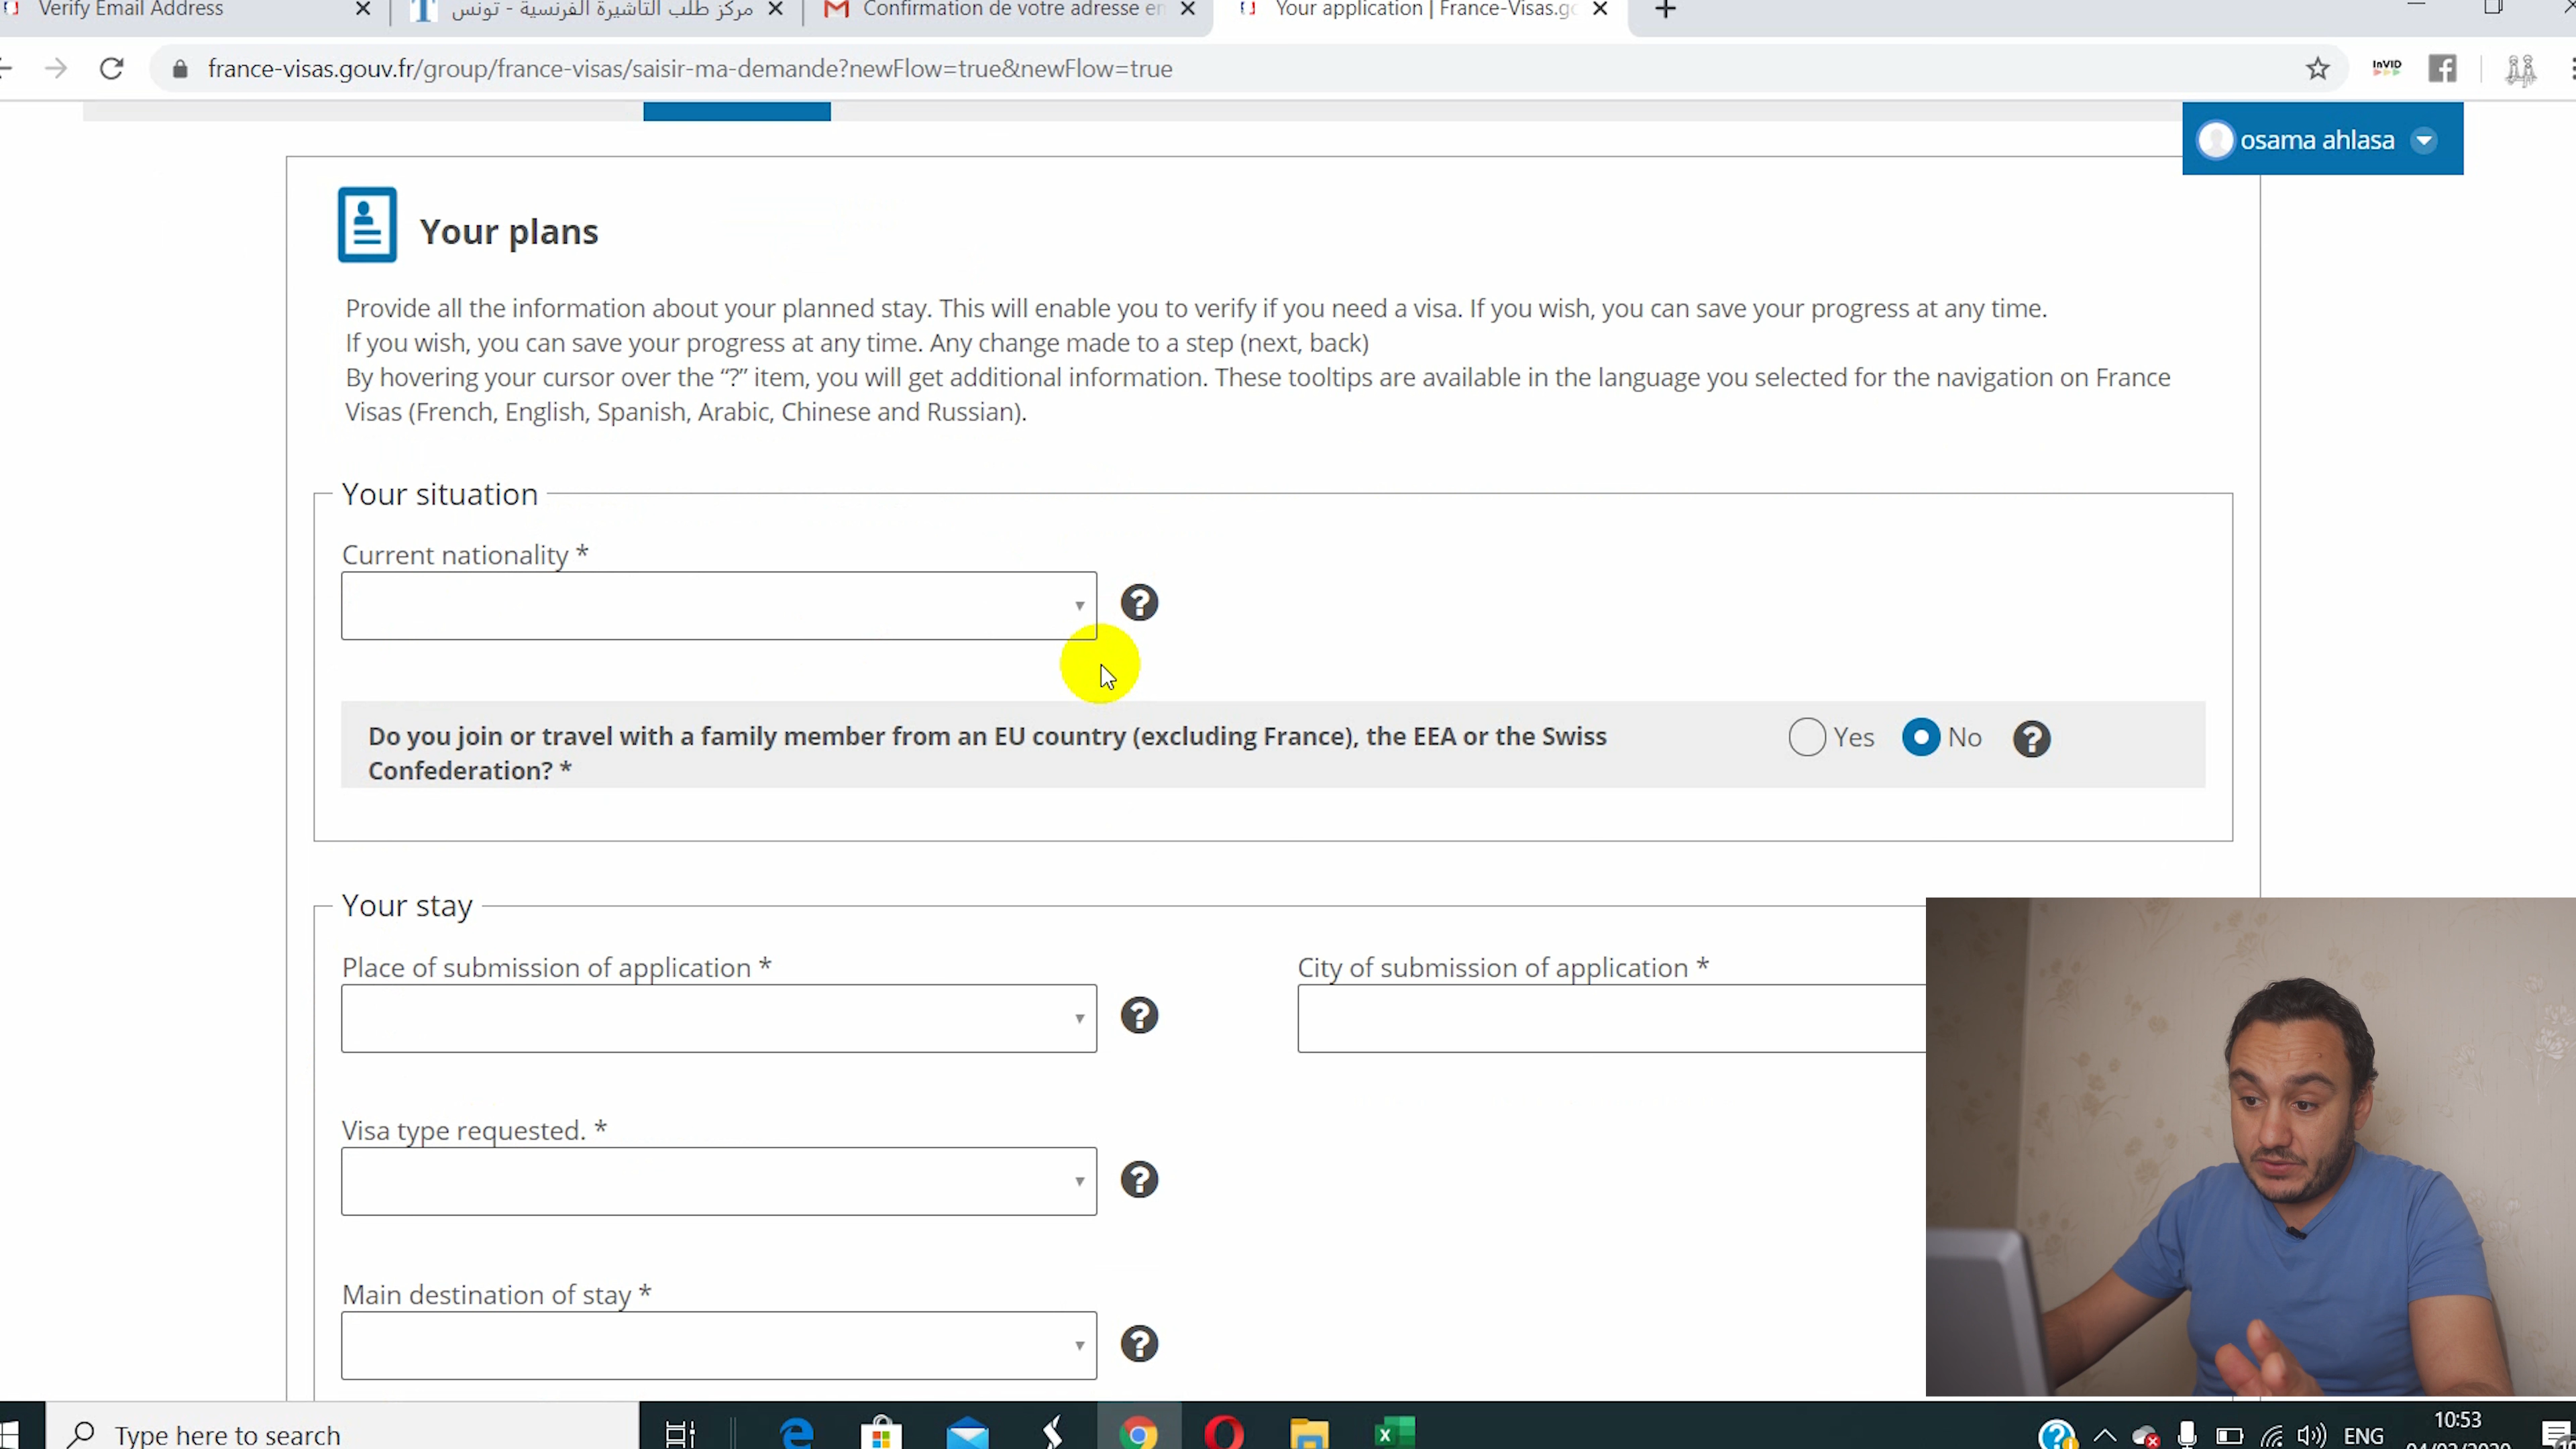 Verify Email Address
مركز طلب التأشيرة الفرنسية - تونس
Confirmation de votre adresse en
Your application | France-Visas.go
france-visas.gouv.fr/group/france-visas/saisir-ma-demande?newFlow=true&newFlow=true
InVID
osama ahlasa
Your plans
Provide all the information about your planned stay. This will enable you to verify if you need a visa. If you wish, you can save your progress at any time.
If you wish, you can save your progress at any time. Any change made to a step (next, back)
By hovering your cursor over the “?” item, you will get additional information. These tooltips are available in the language you selected for the navigation on France
Visas (French, English, Spanish, Arabic, Chinese and Russian).
Your situation
Current nationality *
Do you join or travel with a family member from an EU country (excluding France), the EEA or the Swiss
Confederation? *
Yes
No
Your stay
Place of submission of application *
City of submission of application *
Visa type requested. *
Main destination of stay *
Type here to search
ENG
10:53